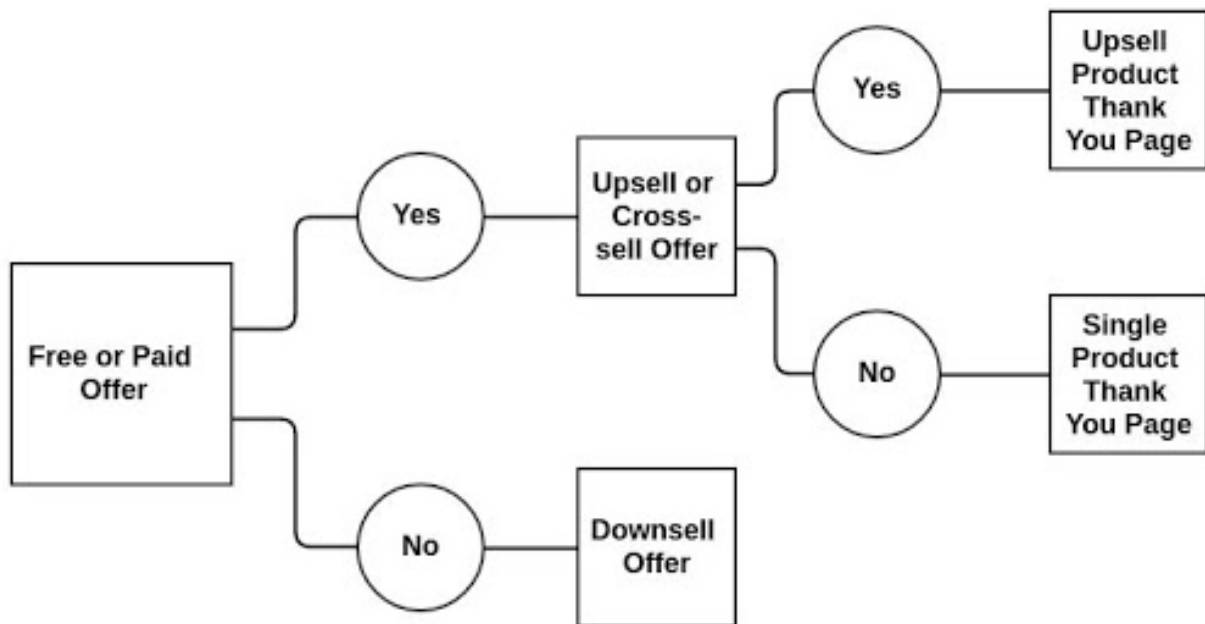 Free or Paid
Offer
Yes
No
Upsell or
Cross-
sell Offer
Downsell
Offer
Yes
No
Upsell
Product
Thank
You Page
Single
Product
Thank
You Page